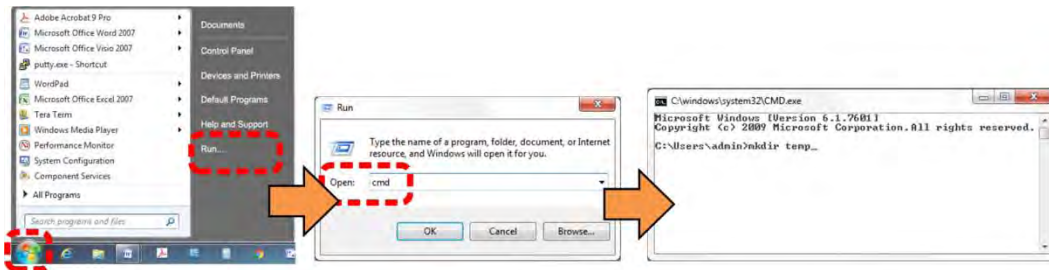 Adobe Acrobat 9 Pro
Microsoft Office Word 2007
Microsoft Office Visio 2007
putty.exe - Shortcut
WordPad
Microsoft Office Excel 2007
Tera Term
Windows Media Player
Performance Monitor
System Configuration
Component Services
All Programs
Search programs and files
Documents
Control Panel
Devices and Printers
Default Programs
Help and Support
Run...
Run
Type the name of a program, folder, document, or Internet
resource, and Windows will open it for you.
Open: cmd
OK Cancel Browse...
C:\windows\system32\CMD.exe
Microsoft Windows [Version 6.1.7601]
Copyright (c) 2009 Microsoft Corporation.All rights reserved.
C:\Users\admin>mkdir temp_